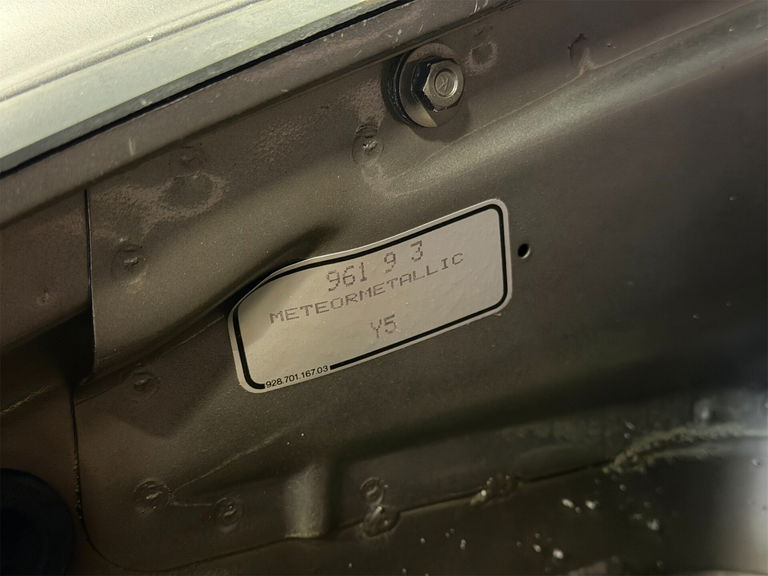 961 9 3
METEORMETALLIC
Y5
928.701.167.03